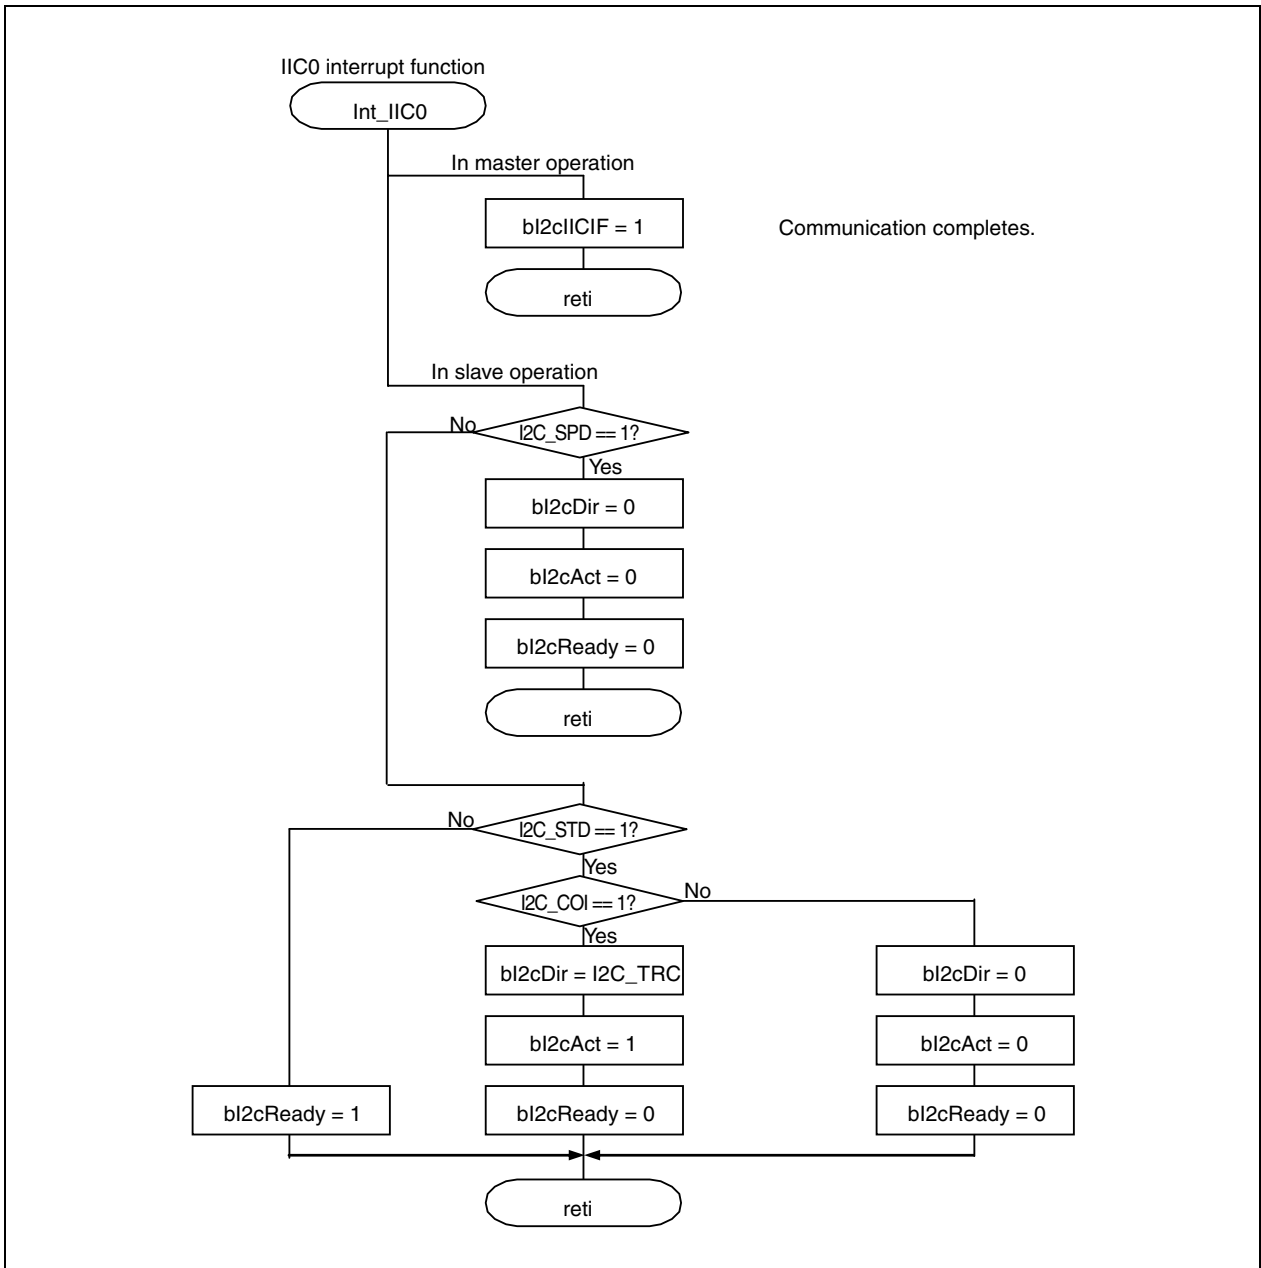 IIC0 interrupt function
Int_IIC0
In master operation
bI2cIICIF = 1
Communication completes.
reti
In slave operation
No
I2C_SPD == 1?
Yes
bI2cDir = 0
bI2cAct = 0
bI2cReady = 0
reti
No
I2C_STD == 1?
Yes
I2C_COI == 1?
No
Yes
bI2cDir = I2C_TRC
bI2cDir = 0
bI2cAct = 1
bI2cAct = 0
bI2cReady = 1
bI2cReady = 0
bI2cReady = 0
reti